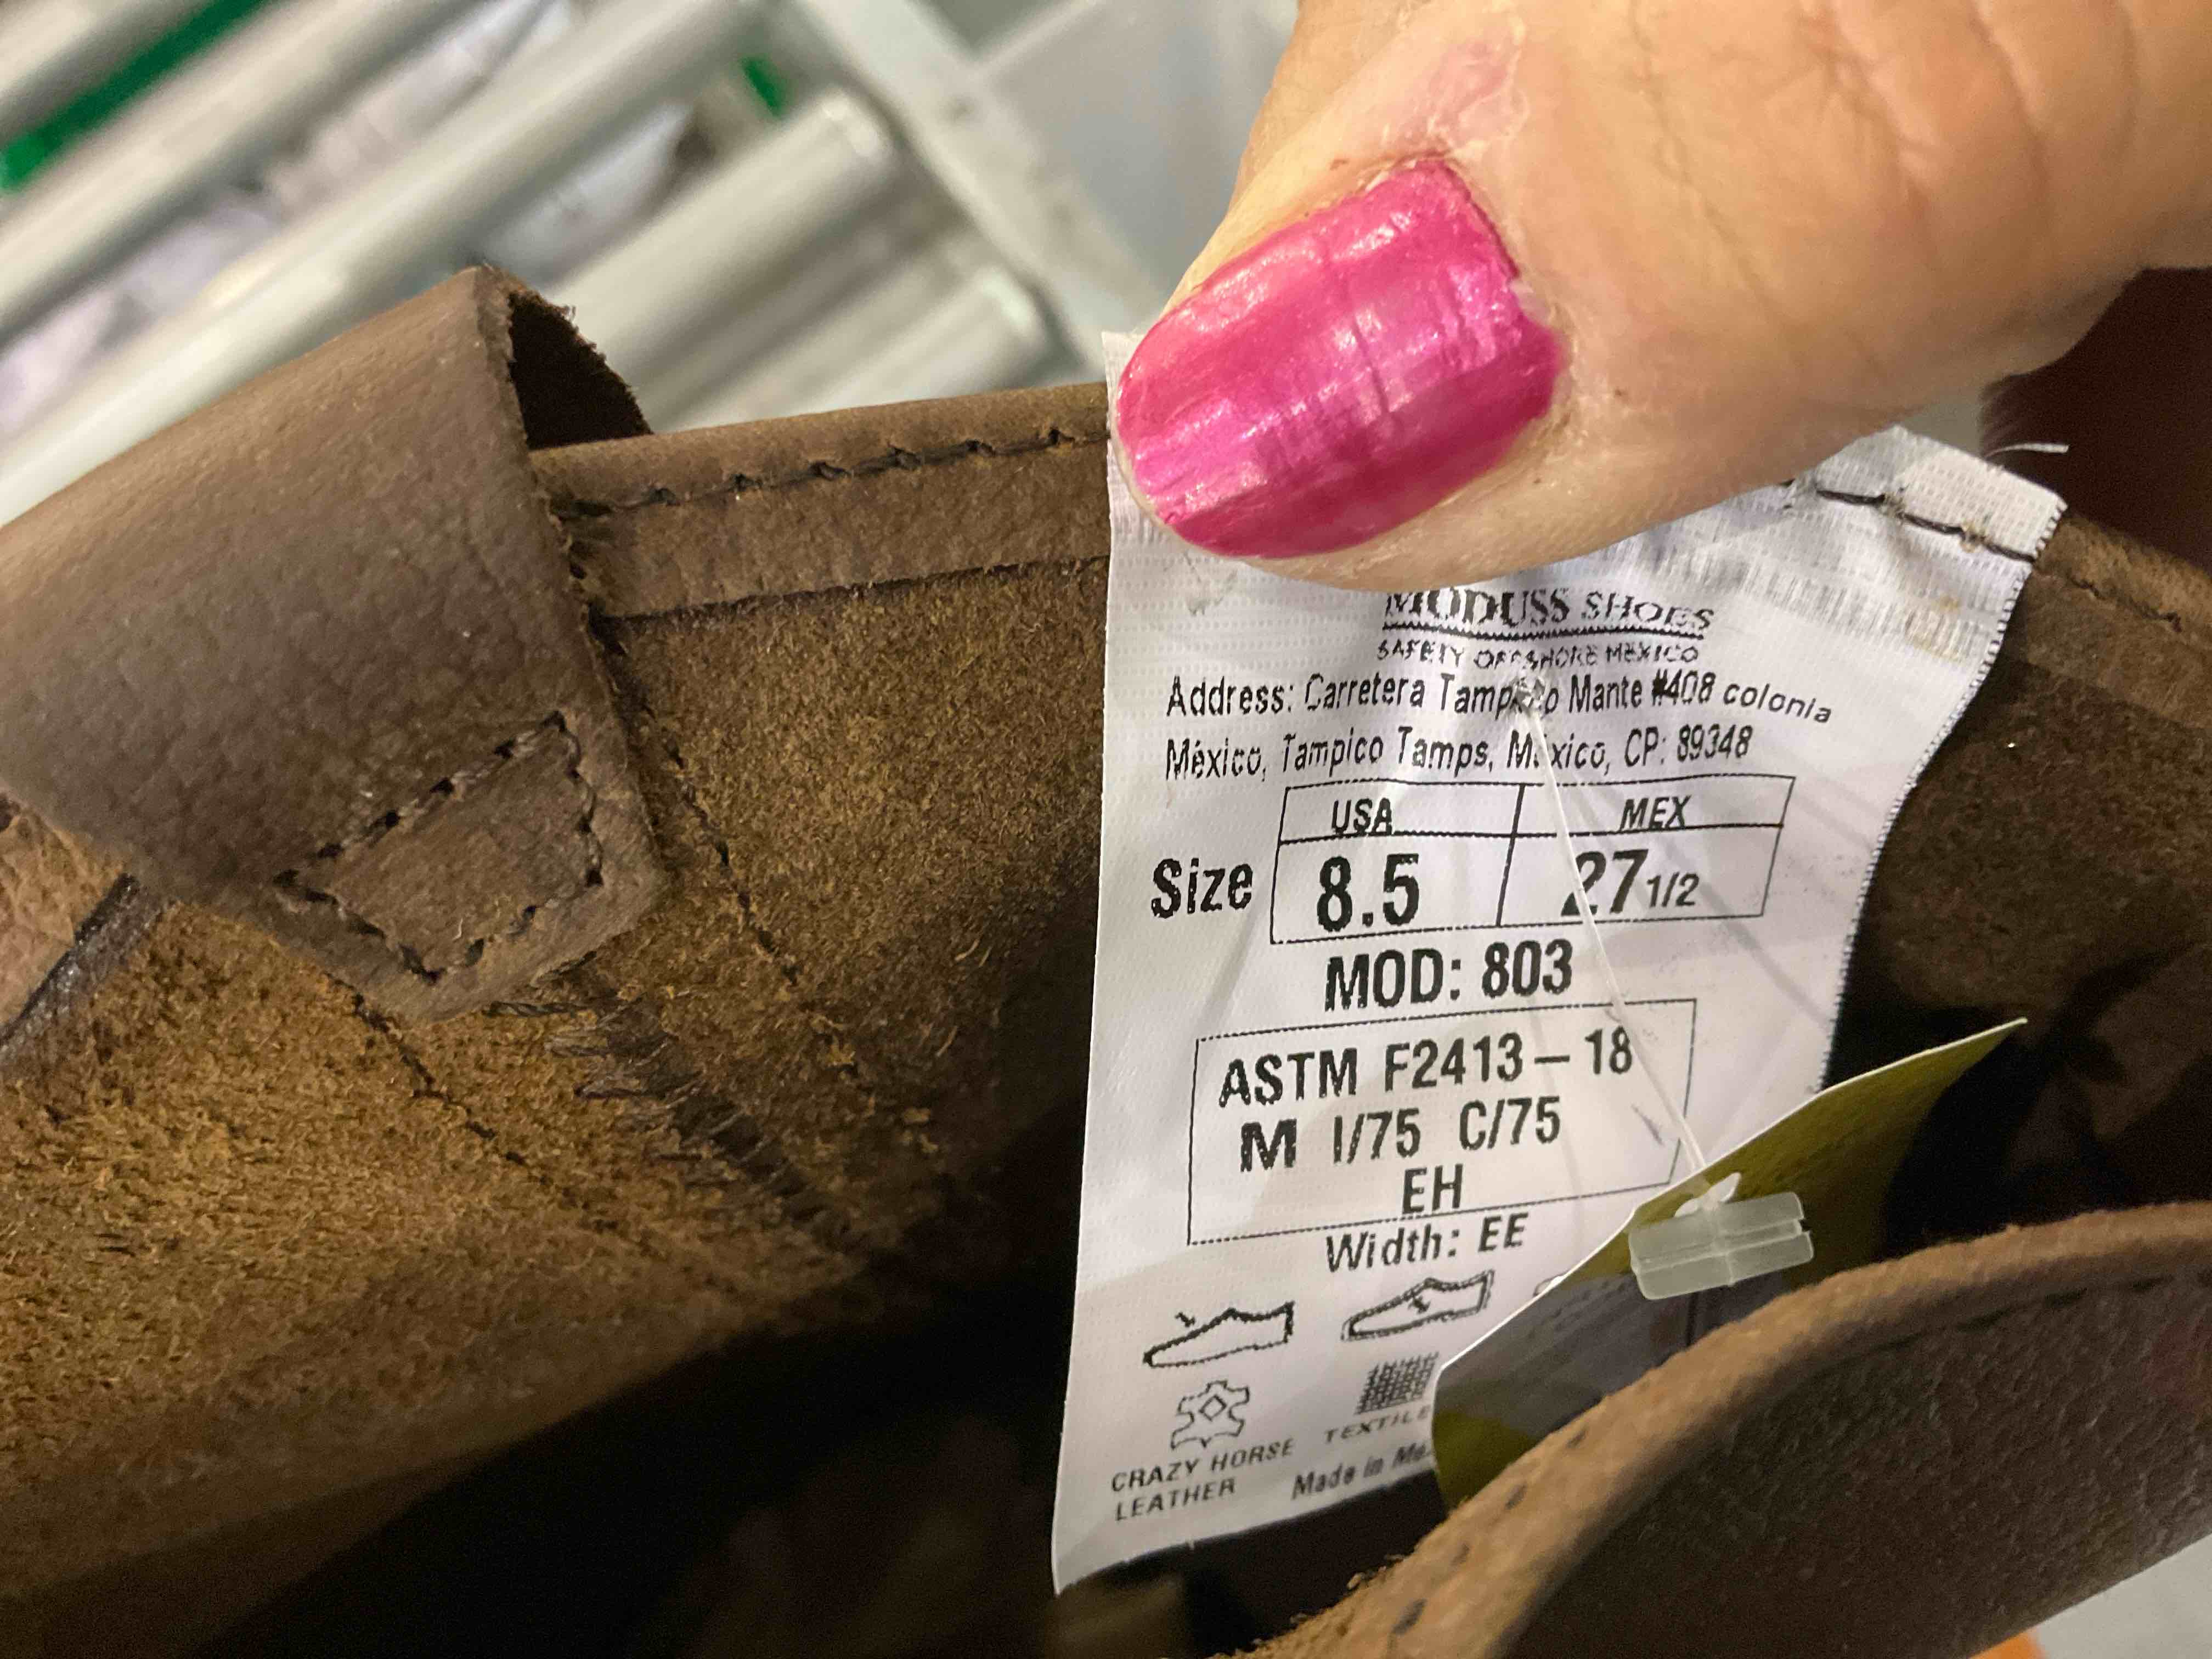 MODUSS SHOES
SAFETY OFFSHORE MEXICO
Address: Carretera Tampico Mante #408 colonia
México, Tampico Tamps, México, CP: 89348
USA MEX
Size 8.5 27 1/2
MOD: 803
ASTM F2413-18
M I/75 C/75
EH
Width: EE
TEXTILE
CRAZY HORSE
LEATHER
Made in